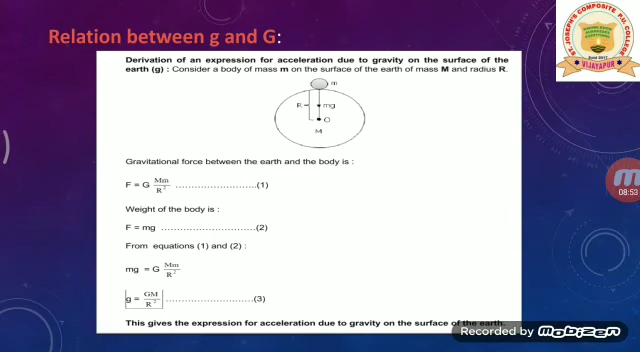 Relation between g and G:
ST. JOSEPH'S COMPOSITE P.U. COLLEGE
VIJAYAPUR
Derivation of an expression for acceleration due to gravity on the surface of the
earth (g) : Consider a body of mass m on the surface of the earth of mass M and radius R.
m
R mg
O
M
Gravitational force between the earth and the body is :
F = G Mm/R² ……………………..(1)
Weight of the body is :
F = mg …………………………(2)
From equations (1) and (2) :
mg = G Mm/R²
g = GM/R² ………………………(3)
This gives the expression for acceleration due to gravity on the surface of the earth.
08:53
Recorded by mobizen